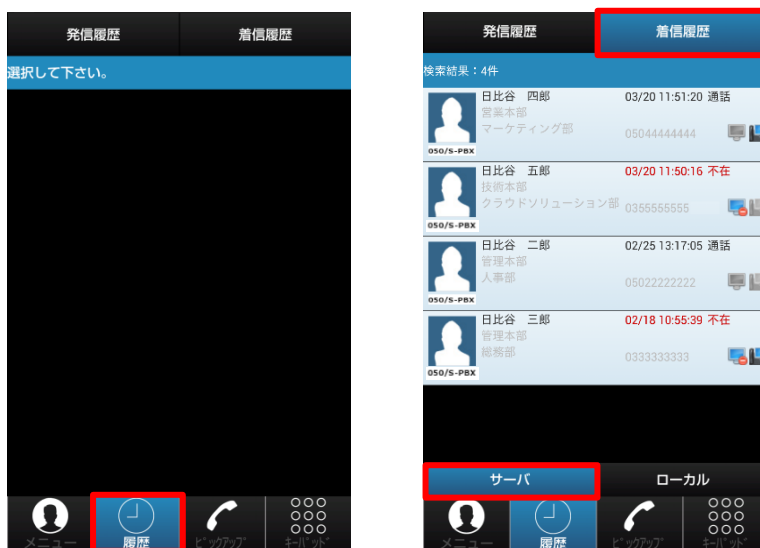 発信履歴 着信履歴
選択して下さい。
メニュー 履歴 ピックアップ キーパッド
発信履歴 着信履歴
検索結果：4件
日比谷　四郎 03/20 11:51:20 通話
営業本部
マーケティング部 05044444444
050/S-PBX
日比谷　五郎 03/20 11:50:16 不在
技術本部
クラウドソリューション部 0355555555
050/S-PBX
日比谷　二郎 02/25 13:17:05 通話
管理本部
人事部 05022222222
050/S-PBX
日比谷　三郎 02/18 10:55:39 不在
管理本部
総務部 0333333333
050/S-PBX
サーバ ローカル
メニュー 履歴 ピックアップ キーパッド